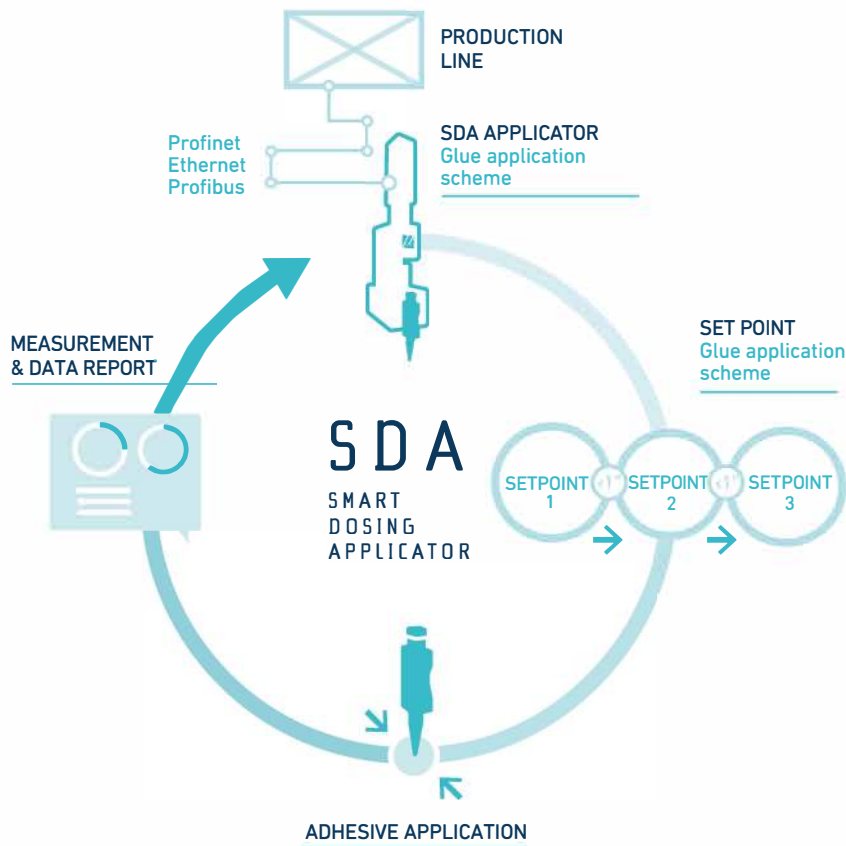 PRODUCTION
LINE
Profinet
Ethernet
Profibus
SDA APPLICATOR
Glue application
scheme
MEASUREMENT
& DATA REPORT
SET POINT
Glue application
scheme
SDA
SMART
DOSING
APPLICATOR
SETPOINT
1
SETPOINT
2
SETPOINT
3
ADHESIVE APPLICATION